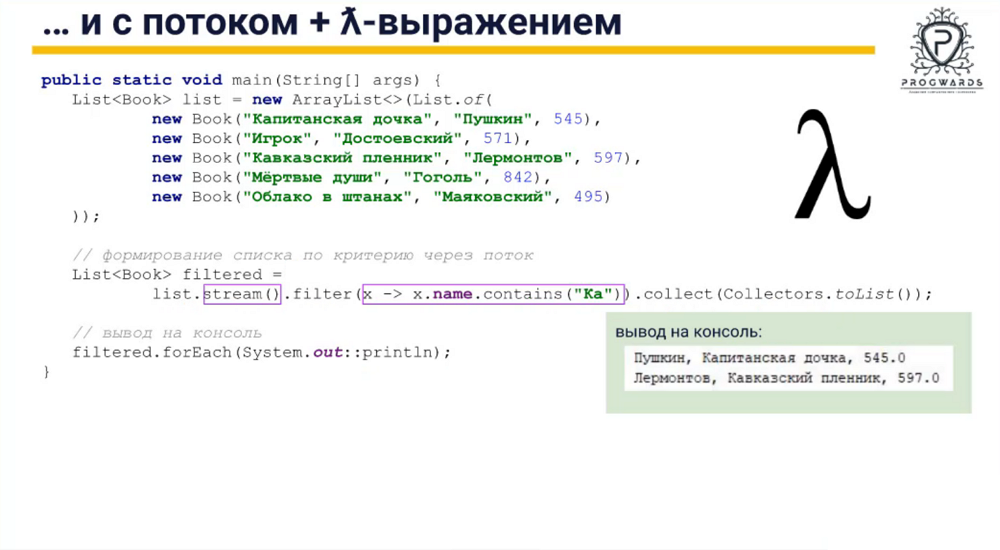 ... и с потоком + λ-выражением
PROGWARDS
public static void main(String[] args) {
List<Book> list = new ArrayList<>(List.of(
new Book("Капитанская дочка", "Пушкин", 545),
new Book("Игрок", "Достоевский", 571),
new Book("Кавказский пленник", "Лермонтов", 597),
new Book("Мёртвые души", "Гоголь", 842),
new Book("Облако в штанах", "Маяковский", 495)
));
λ
// формирование списка по критерию через поток
List<Book> filtered =
list.stream().filter(x -> x.name.contains("Ка")).collect(Collectors.toList());
// вывод на консоль
filtered.forEach(System.out::println);
}
вывод на консоль:
Пушкин, Капитанская дочка, 545.0
Лермонтов, Кавказский пленник, 597.0